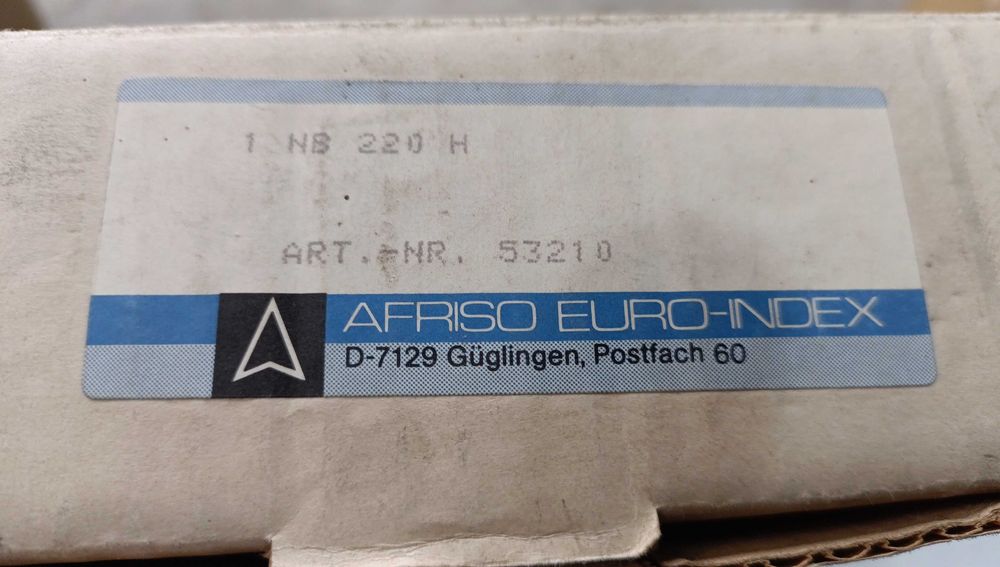 1 NB 220 H
ART.-NR. 53210
AFRISO EURO-INDEX
D-7129 Güglingen, Postfach 60